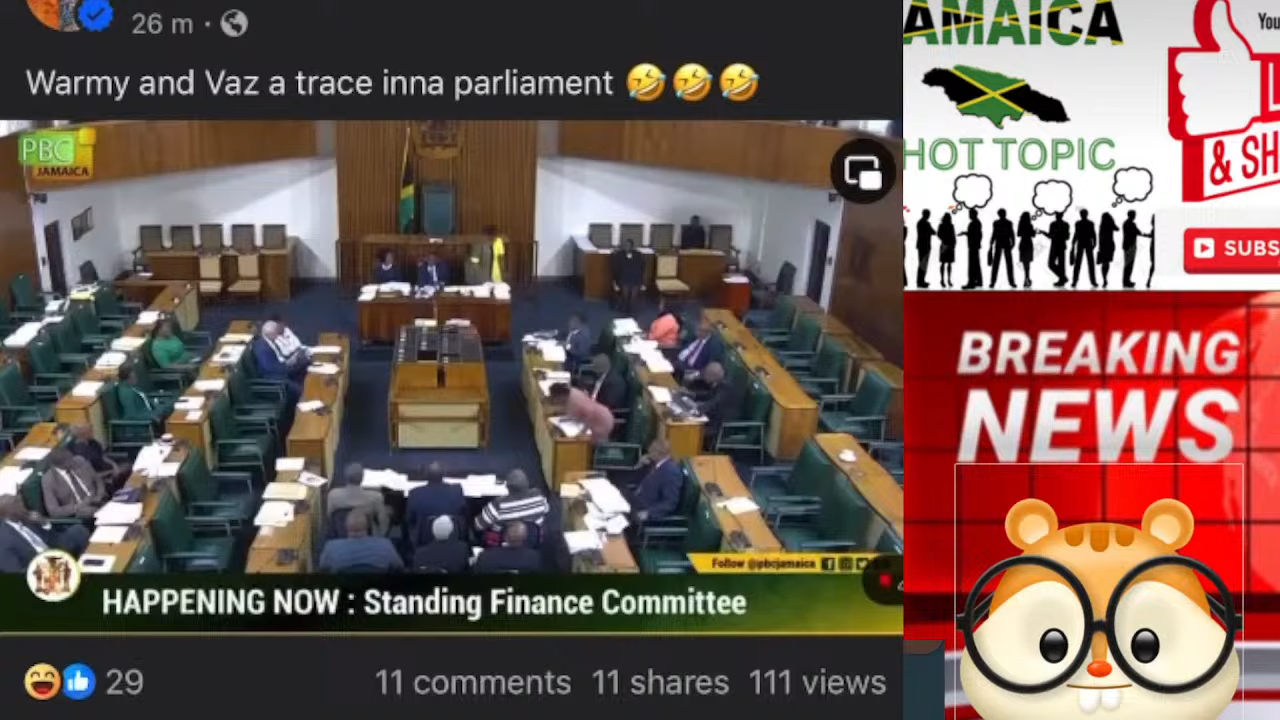 26 m ·
Warmy and Vaz a trace inna parliament 🤣🤣🤣
PBC
JAMAICA
Follow @pbcjamaica
HAPPENING NOW : Standing Finance Committee
29
11 comments 11 shares 111 views
AMAICA
HOT TOPIC
You
L
& SH
SUBS
BREAKING
NEWS